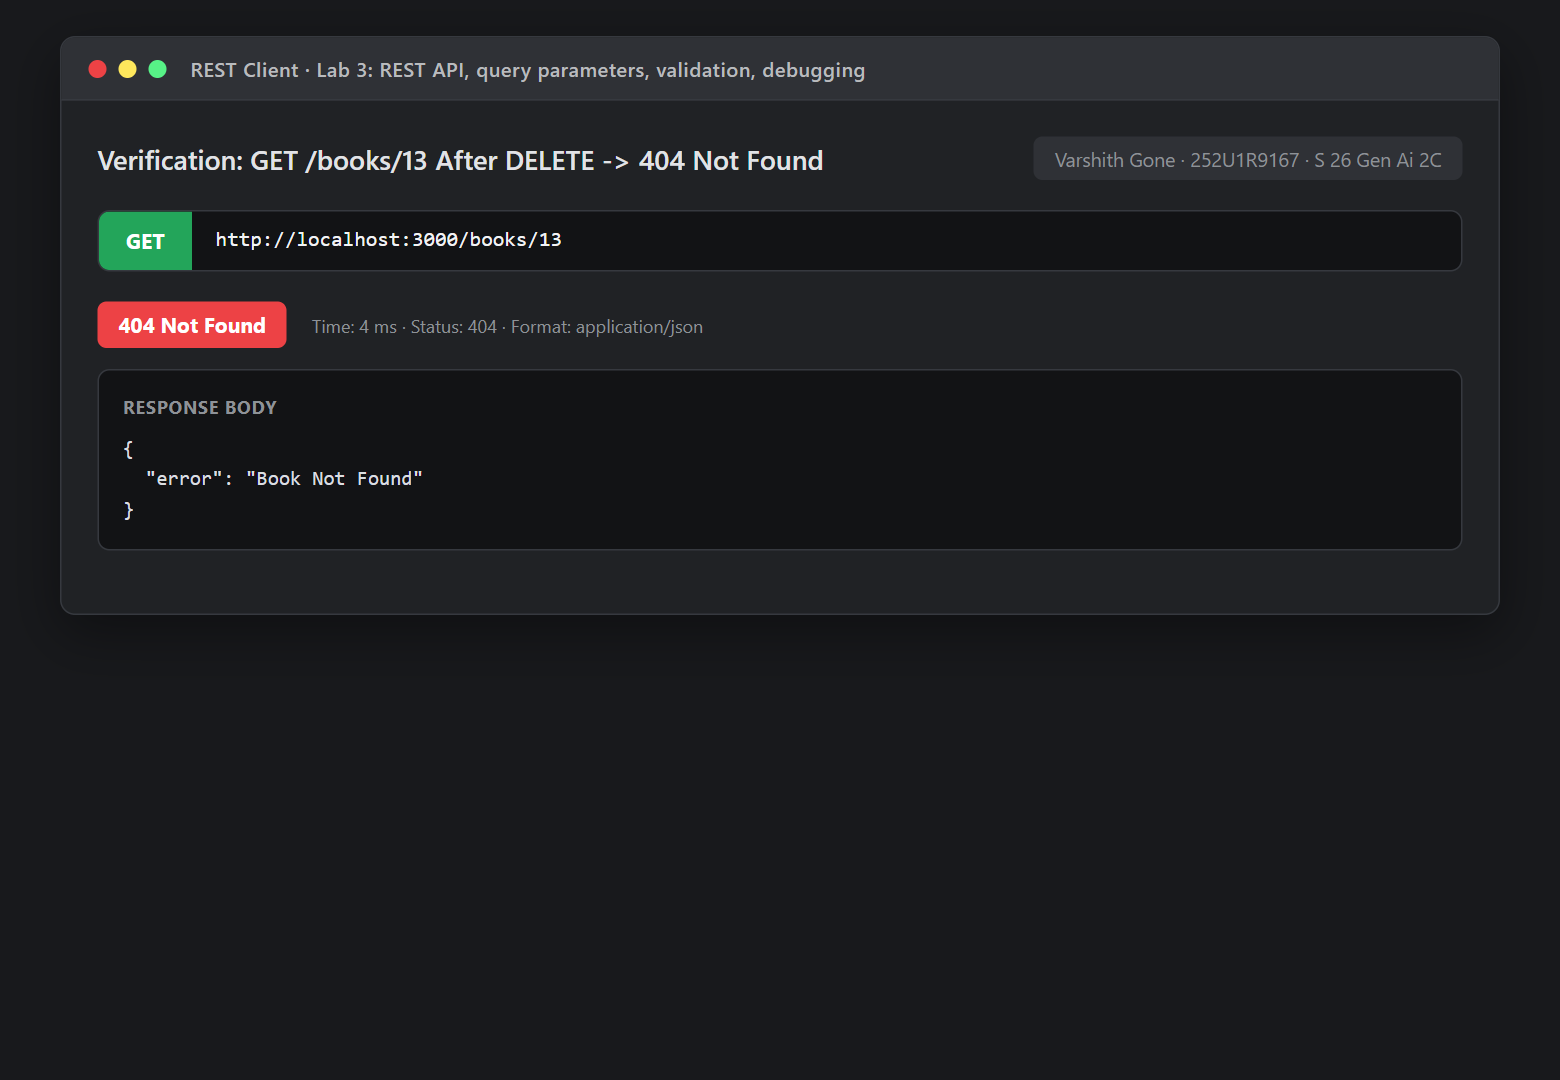 REST Client · Lab 3: REST API, query parameters, validation, debugging
Verification: GET /books/13 After DELETE -> 404 Not Found
Varshith Gone · 252U1R9167 · S 26 Gen Ai 2C
GET http://localhost:3000/books/13
404 Not Found Time: 4 ms · Status: 404 · Format: application/json
RESPONSE BODY
{
  "error": "Book Not Found"
}